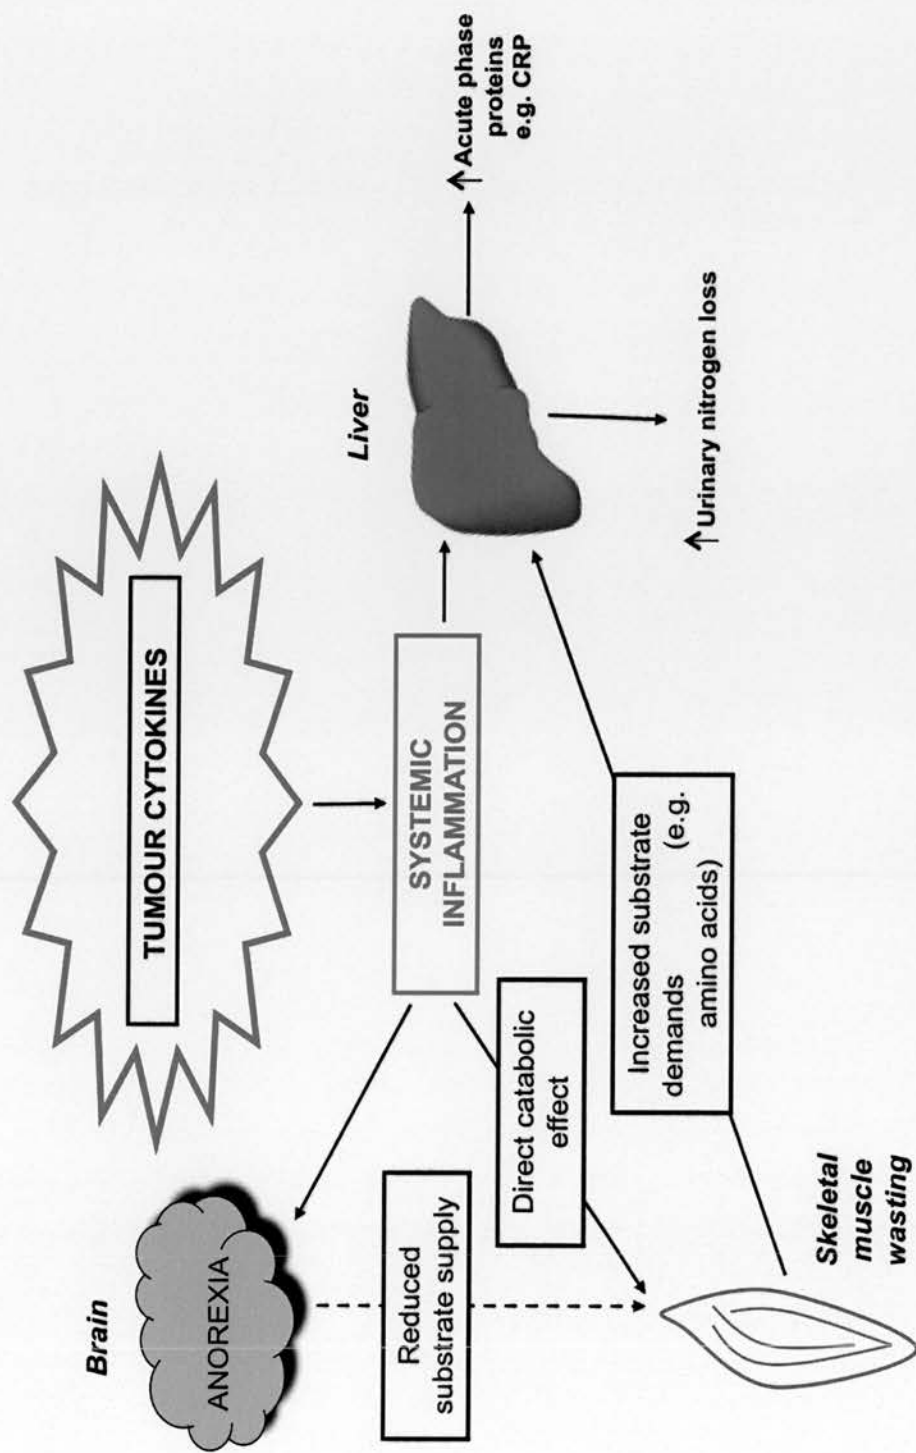 TUMOUR CYTOKINES
Brain
ANOREXIA
SYSTEMIC
INFLAMMATION
Liver
↑Acute phase
proteins
e.g. CRP
Reduced
substrate supply
Direct catabolic
effect
Increased substrate
demands (e.g.
amino acids)
↑Urinary nitrogen loss
Skeletal
muscle
wasting